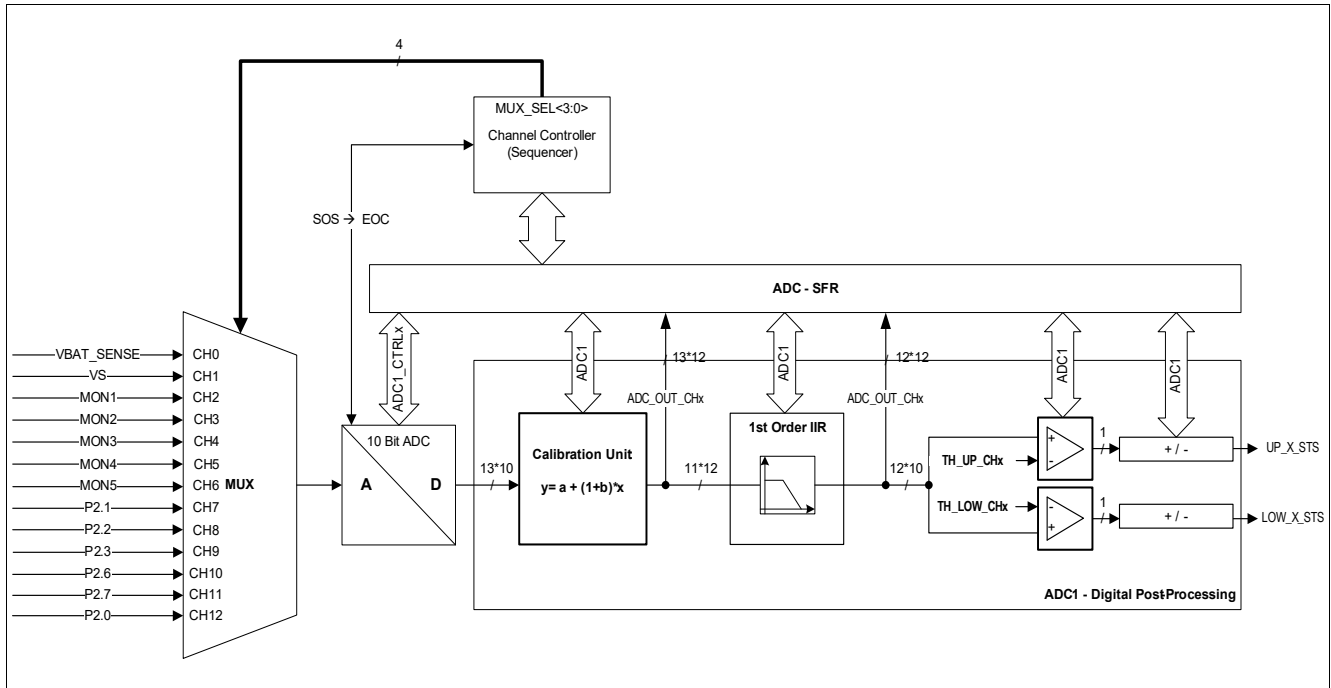 4
MUX_SEL<3:0>
Channel Controller
(Sequencer)
SOS → EOC
ADC - SFR
VBAT_SENSE CH0
VS CH1
MON1 CH2
MON2 CH3
MON3 CH4
MON4 CH5
MON5 CH6 MUX
P2.1 CH7
P2.2 CH8
P2.3 CH9
P2.6 CH10
P2.7 CH11
P2.0 CH12
ADC1_CTRLx
10 Bit ADC
A D
13*10
ADC1
Calibration Unit
y= a + (1+b)*x
13*12
ADC_OUT_CHx
11*12
ADC1
1st Order IIR
12*12
ADC_OUT_CHx
12*10
TH_UP_CHx
TH_LOW_CHx
ADC1
+
-
-
+
1
1
ADC1
+ / -
+ / -
UP_X_STS
LOW_X_STS
ADC1 - Digital PostProcessing